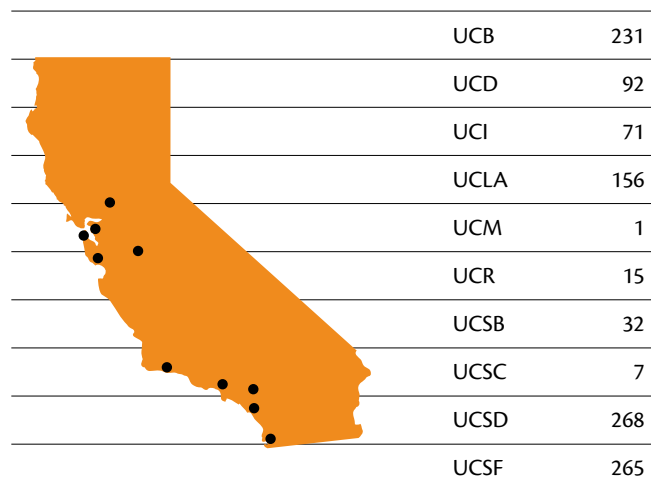 UCB 231
UCD 92
UCI 71
UCLA 156
UCM 1
UCR 15
UCSB 32
UCSC 7
UCSD 268
UCSF 265